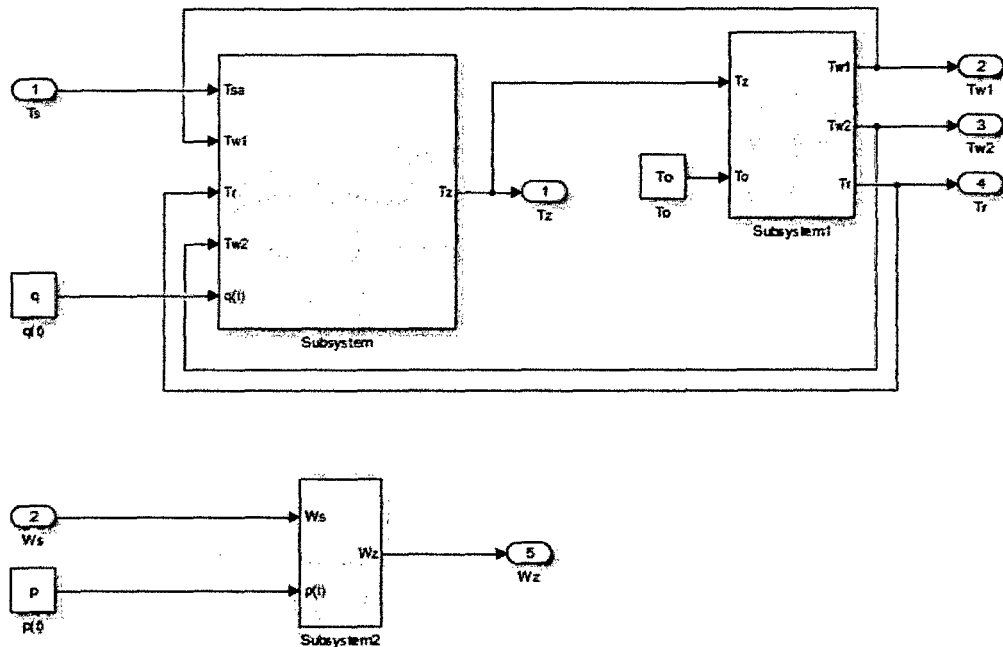 1
Ts
Tsa
Tw1
Tr
Tw2
q(t)
Tz
Subsystem
q
q(t)
1
Tz
To
To
Tz
To
Tw1
Tw2
Tr
Subsystem1
2
Tw1
3
Tw2
4
Tr
2
Ws
p
p(t)
Ws
p(t)
Wz
Subsystem2
5
Wz